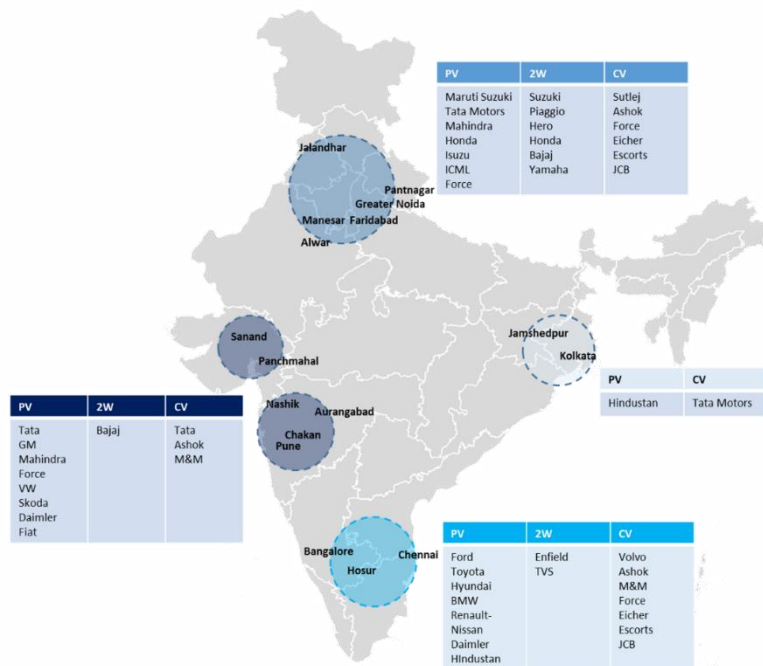 PV 2W CV
Maruti Suzuki Suzuki Sutlej
Tata Motors Piaggio Ashok
Mahindra Hero Force
Honda Honda Eicher
Isuzu Bajaj Escorts
ICML Yamaha JCB
Force
Jalandhar
Pantnagar
Greater Noida
Manesar Faridabad
Alwar
Sanand
Panchmahal
Jamshedpur
Kolkata
PV CV
Hindustan Tata Motors
Nashik
Aurangabad
Chakan
Pune
PV 2W CV
Tata Bajaj Tata
GM Ashok
Mahindra M&M
Force
VW
Skoda
Daimler
Fiat
Bangalore
Chennai
Hosur
PV 2W CV
Ford Enfield Volvo
Toyota TVS Ashok
Hyundai M&M
BMW Force
Renault- Eicher
Nissan Escorts
Daimler JCB
HIndustan